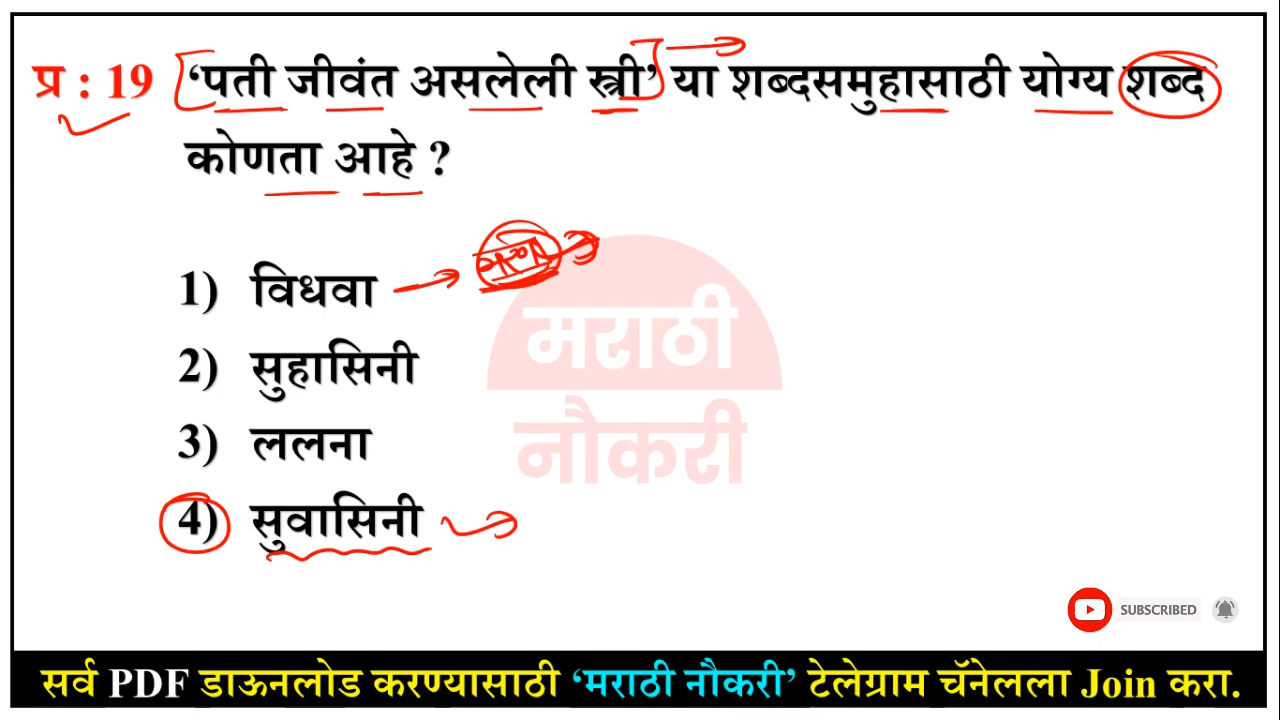 प्र : 19 ‘पती जीवंत असलेली स्त्री’ या शब्दसमुहासाठी योग्य शब्द
कोणता आहे ?
1) विधवा
2) सुहासिनी
3) ललना
4) सुवासिनी
मराठी
नौकरी
SUBSCRIBED
सर्व PDF डाऊनलोड करण्यासाठी ‘मराठी नौकरी’ टेलेग्राम चॅनेलला Join करा.